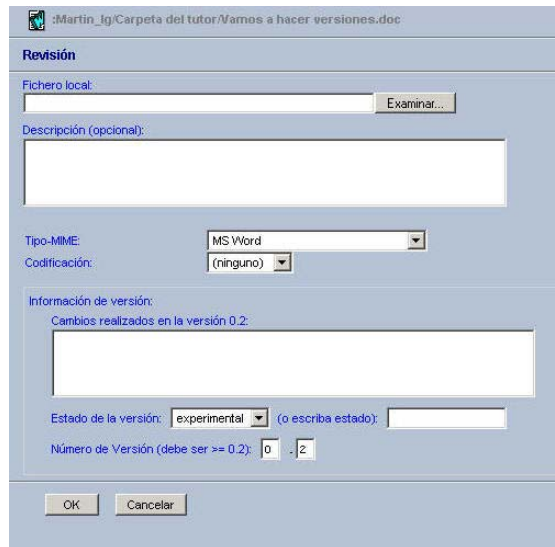 :Martin_lg/Carpeta del tutor/Vamos a hacer versiones.doc
Revisión
Fichero local:
Examinar...
Descripción (opcional):
Tipo-MIME: MS Word
Codificación: (ninguno)
Información de versión:
Cambios realizados en la versión 0.2:
Estado de la versión: experimental (o escriba estado):
Número de Versión (debe ser >= 0.2): 0 . 2
OK Cancelar